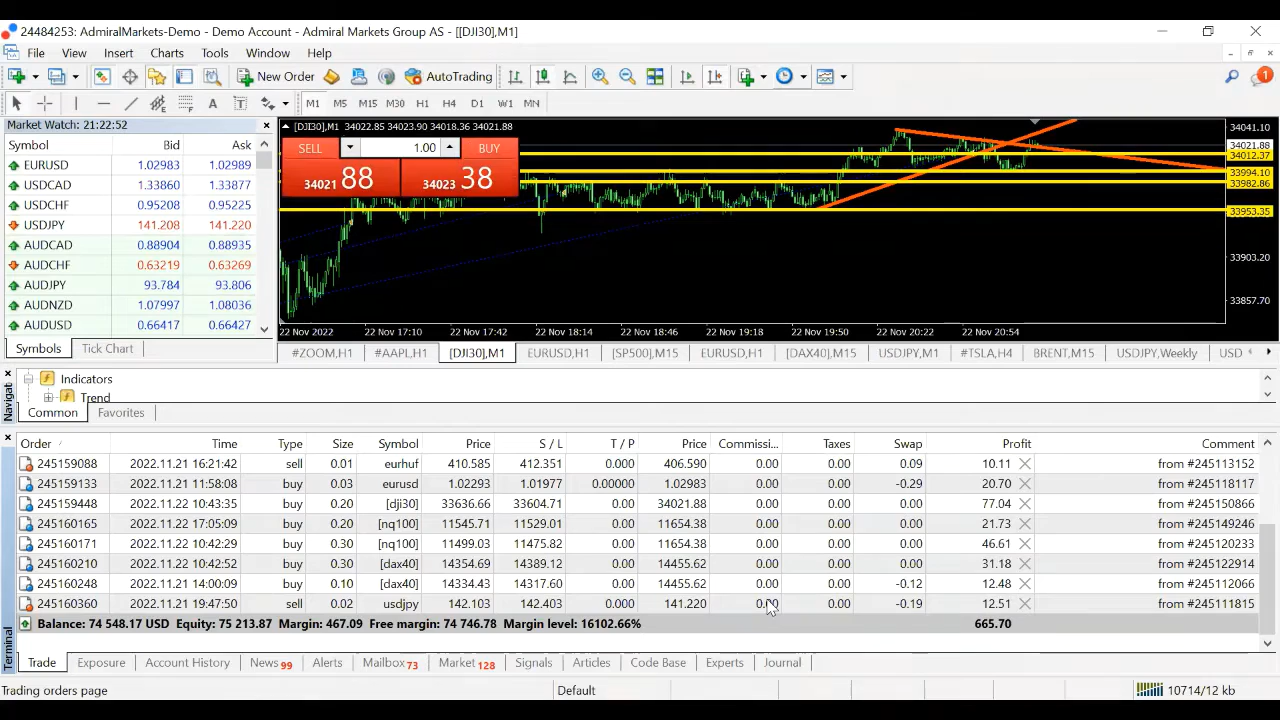 24484253: AdmiralMarkets-Demo - Demo Account - Admiral Markets Group AS - [[DJI30],M1]
File View Insert Charts Tools Window Help
New Order AutoTrading 1
A T M1 M5 M15 M30 H1 H4 D1 W1 MN
Market Watch: 21:22:52
Symbol Bid Ask
EURUSD 1.02983 1.02989
USDCAD 1.33860 1.33877
USDCHF 0.95208 0.95225
USDJPY 141.208 141.220
AUDCAD 0.88904 0.88935
AUDCHF 0.63219 0.63269
AUDJPY 93.784 93.806
AUDNZD 1.07997 1.08036
AUDUSD 0.66417 0.66427
Symbols Tick Chart
[DJI30],M1 34022.85 34023.90 34018.36 34021.88
SELL 1.00 BUY
34021 88 34023 38
34041.10
34021.88
34012.37
33994.10
33982.86
33953.35
33903.20
33857.70
22 Nov 2022 22 Nov 17:10 22 Nov 17:42 22 Nov 18:14 22 Nov 18:46 22 Nov 19:18 22 Nov 19:50 22 Nov 20:22 22 Nov 20:54
#ZOOM,H1 #AAPL,H1 [DJI30],M1 EURUSD,H1 [SP500],M15 EURUSD,H1 [DAX40],M15 USDJPY,M1 #TSLA,H4 BRENT,M15 USDJPY,Weekly USD
Navigat
Indicators
Trend
Common Favorites
Order Time Type Size Symbol Price S / L T / P Price Commissi... Taxes Swap Profit Comment
245159088 2022.11.21 16:21:42 sell 0.01 eurhuf 410.585 412.351 0.000 406.590 0.00 0.00 0.09 10.11 from #245113152
245159133 2022.11.21 11:58:08 buy 0.03 eurusd 1.02293 1.01977 0.00000 1.02983 0.00 0.00 -0.29 20.70 from #245118117
245159448 2022.11.22 10:43:35 buy 0.20 [dji30] 33636.66 33604.71 0.00 34021.88 0.00 0.00 0.00 77.04 from #245150866
245160165 2022.11.22 17:05:09 buy 0.20 [nq100] 11545.71 11529.01 0.00 11654.38 0.00 0.00 0.00 21.73 from #245149246
245160171 2022.11.22 10:42:29 buy 0.30 [nq100] 11499.03 11475.82 0.00 11654.38 0.00 0.00 0.00 46.61 from #245120233
245160210 2022.11.22 10:42:52 buy 0.30 [dax40] 14354.69 14389.12 0.00 14455.62 0.00 0.00 0.00 31.18 from #245122914
245160248 2022.11.21 14:00:09 buy 0.10 [dax40] 14334.43 14317.60 0.00 14455.62 0.00 0.00 -0.12 12.48 from #245112066
245160360 2022.11.21 19:47:50 sell 0.02 usdjpy 142.103 142.403 0.000 141.220 0.00 0.00 -0.19 12.51 from #245111815
Balance: 74 548.17 USD Equity: 75 213.87 Margin: 467.09 Free margin: 74 746.78 Margin level: 16102.66% 665.70
Terminal
Trade Exposure Account History News 99 Alerts Mailbox 73 Market 128 Signals Articles Code Base Experts Journal
Trading orders page Default 10714/12 kb